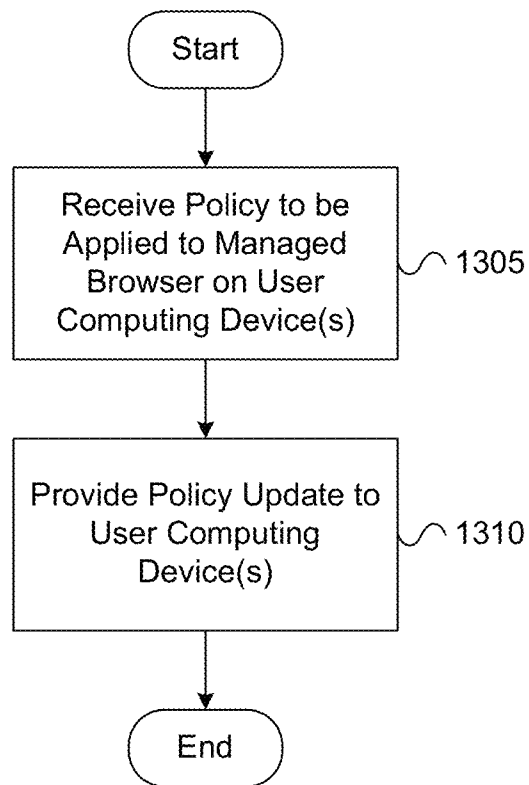 Start
Receive Policy to be
Applied to Managed
Browser on User
Computing Device(s)
1305
Provide Policy Update to
User Computing
Device(s)
1310
End